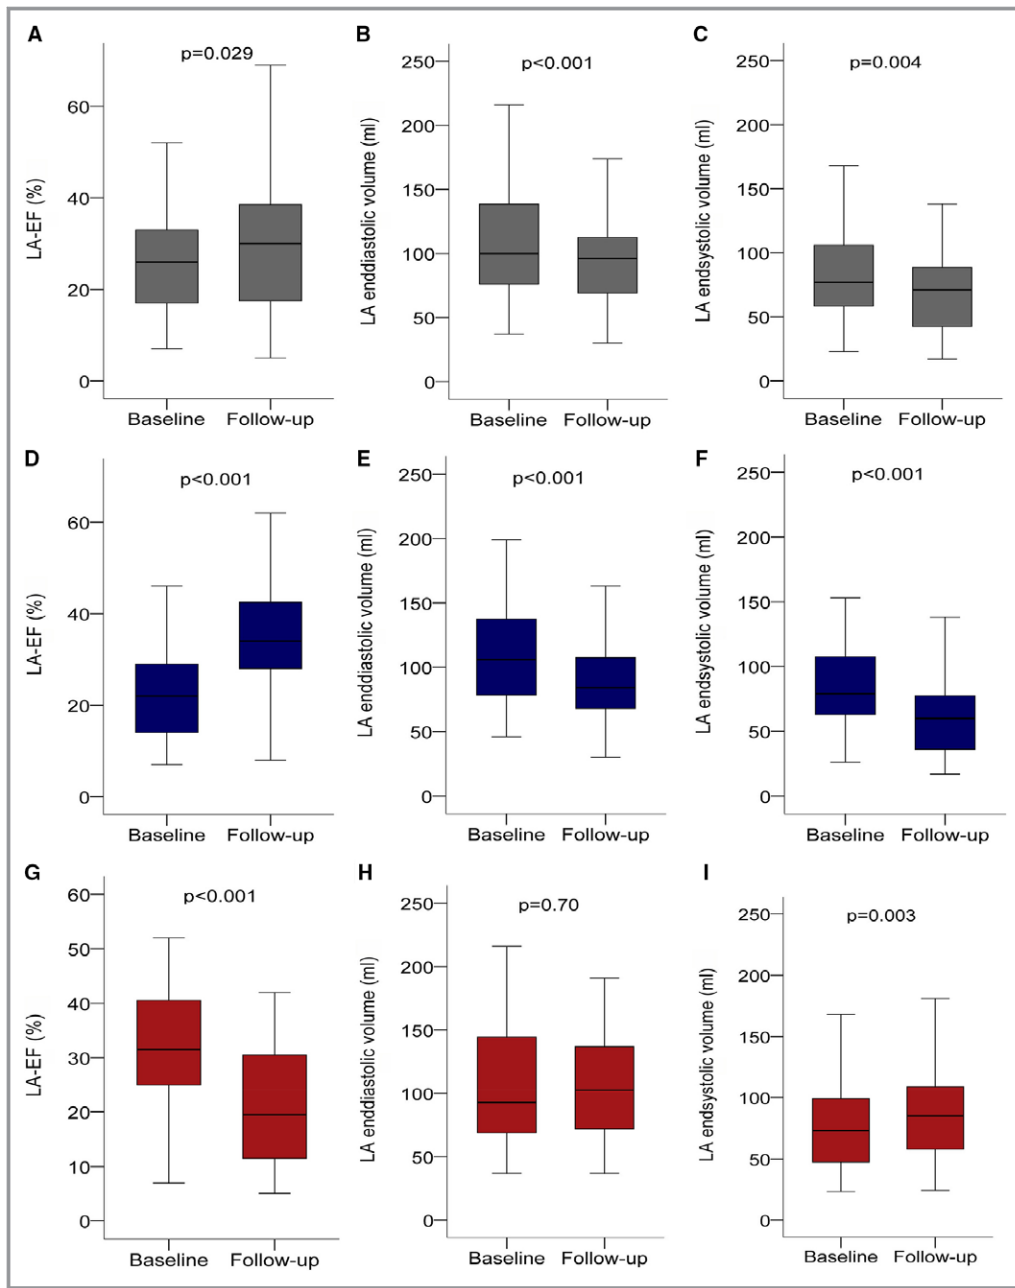 A
p=0.029
LA-EF (%)
60
40
20
0
Baseline Follow-up
B
p<0.001
LA enddiastolic volume (ml)
250
200
150
100
50
0
Baseline Follow-up
C
p=0.004
LA endsystolic volume (ml)
250
200
150
100
50
0
Baseline Follow-up
D
p<0.001
LA-EF (%)
60
40
20
0
Baseline Follow-up
E
p<0.001
LA enddiastolic volume (ml)
250
200
150
100
50
0
Baseline Follow-up
F
p<0.001
LA endsystolic volume (ml)
250
200
150
100
50
0
Baseline Follow-up
G
p<0.001
LA-EF (%)
60
50
40
30
20
10
0
Baseline Follow-up
H
p=0.70
LA enddiastolic volume (ml)
250
200
150
100
50
0
Baseline Follow-up
I
p=0.003
LA endsystolic volume (ml)
250
200
150
100
50
0
Baseline Follow-up